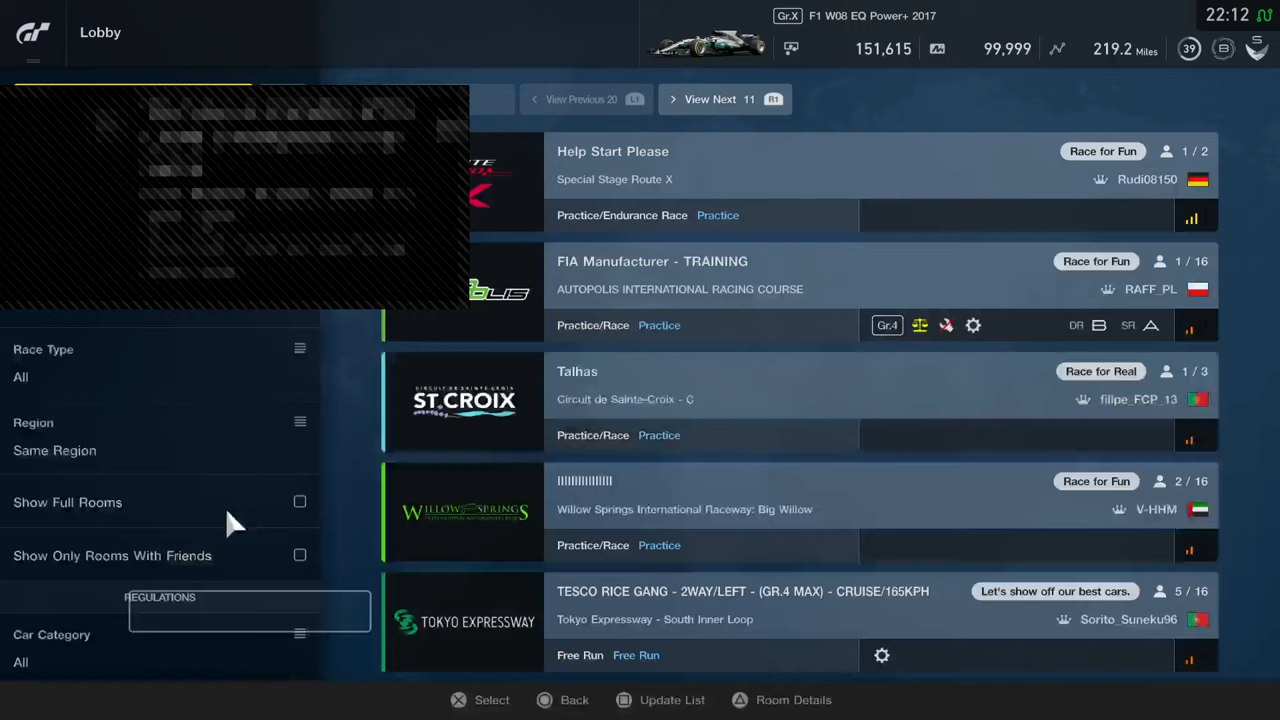 Lobby
Gr.X F1 W08 EQ Power+ 2017
22:12
151,615 99,999 219.2 Miles 39 B S
View Previous 20 L1 View Next 11 R1
Help Start Please Race for Fun 1 / 2
Special Stage Route X Rudi08150
Practice/Endurance Race Practice
X
FIA Manufacturer - TRAINING Race for Fun 1 / 16
AUTOPOLIS INTERNATIONAL RACING COURSE RAFF_PL
Practice/Race Practice Gr.4 DR B SR A
Race Type
All
Talhas Race for Real 1 / 3
CIRCUIT DE SAINTE-CROIX
ST.CROIX
Circuit de Sainte-Croix - C filipe_FCP_13
Practice/Race Practice
Region
Same Region
IIIIIIIIIIIIIIII Race for Fun 2 / 16
WILLOW SPRINGS
Willow Springs International Raceway: Big Willow V-HHM
Practice/Race Practice
Show Full Rooms
Show Only Rooms With Friends
REGULATIONS
Car Category
All
TESCO RICE GANG - 2WAY/LEFT - (GR.4 MAX) - CRUISE/165KPH Let's show off our best cars. 5 / 16
TOKYO EXPRESSWAY
Tokyo Expressway - South Inner Loop Sorito_Suneku96
Free Run Free Run
Select Back Update List Room Details